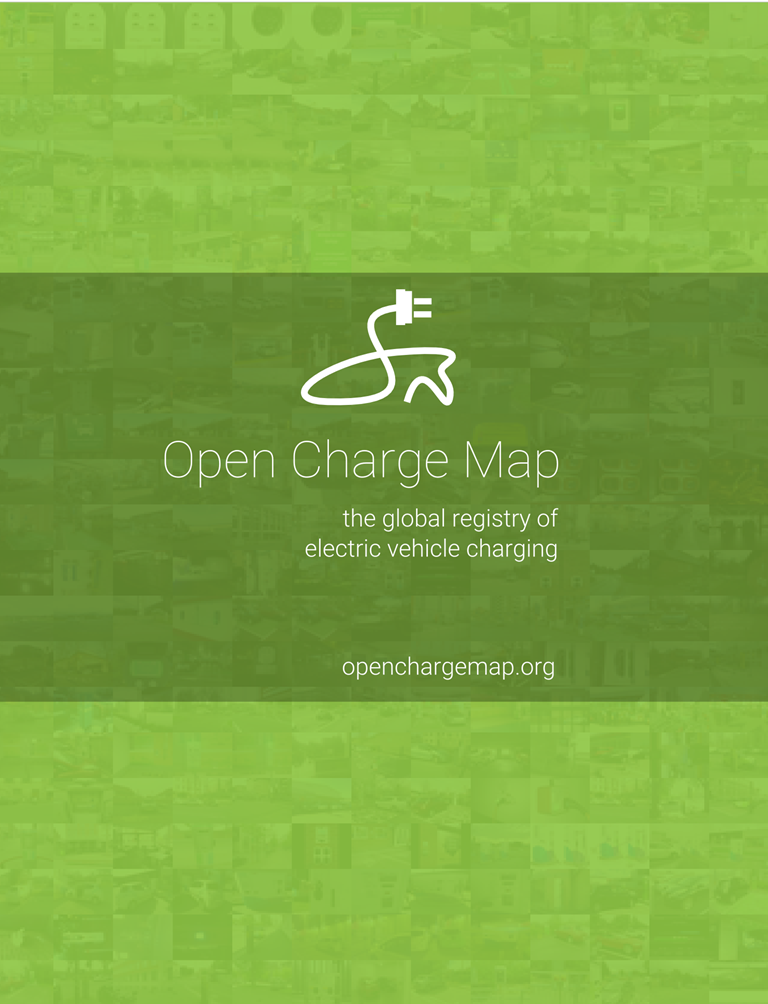 Open Charge Map
the global registry of
electric vehicle charging
openchargemap.org